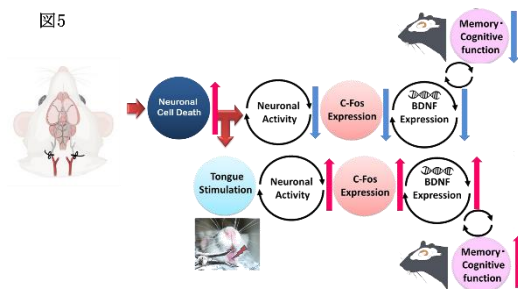 図5
Memory・
Cognitive
function
Neuronal
Cell Death
Neuronal
Activity
C-Fos
Expression
BDNF
Expression
Tongue
Stimulation
Neuronal
Activity
C-Fos
Expression
BDNF
Expression
Memory・
Cognitive
function